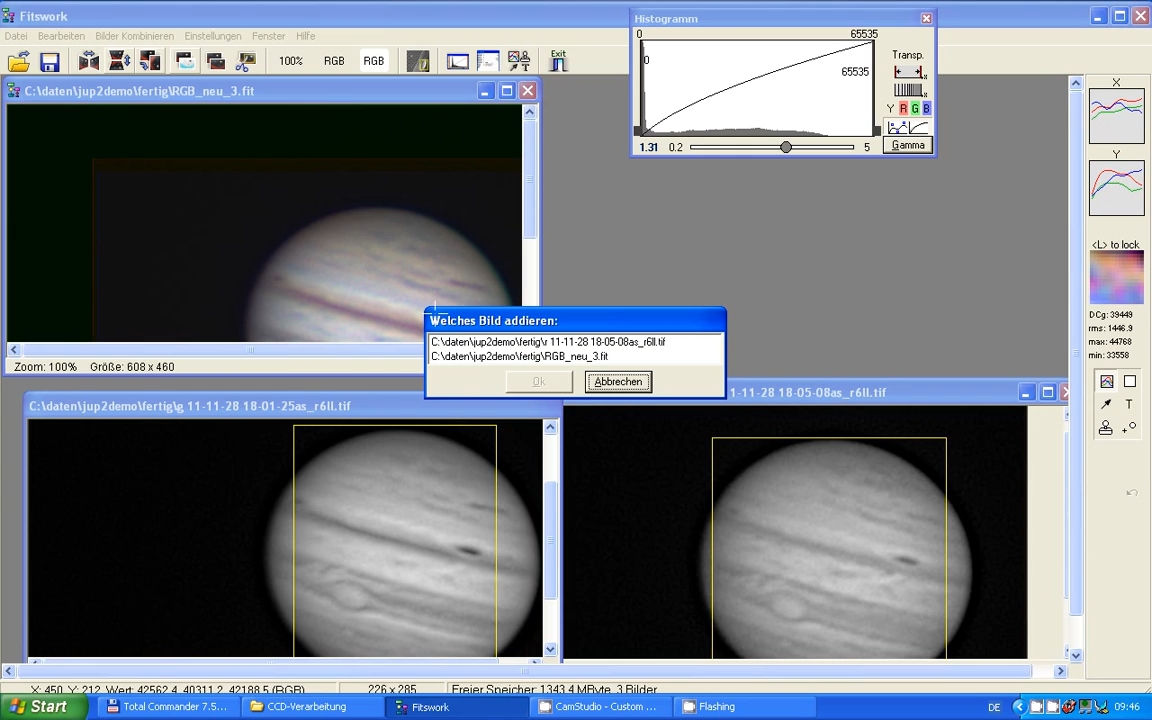 Fitswork
Datei Bearbeiten Bilder Kombinieren Einstellungen Fenster Hilfe
100% RGB RGB Exit
C:\daten\jup2demo\fertig\RGB_neu_3.fit
Zoom: 100% Größe: 608 x 460
Histogramm
0 65535
0
65535
1.31 0.2 5
Transp.
Y R G B
Gamma
Welches Bild addieren:
C:\daten\jup2demo\fertig\r 11-11-28 18-05-08as_r6ll.tif
C:\daten\jup2demo\fertig\RGB_neu_3.fit
Ok Abbrechen
C:\daten\jup2demo\fertig\g 11-11-28 18-01-25as_r6ll.tif
1-11-28 18-05-08as_r6ll.tif
X
Y
<L> to lock
DCg: 39449
rms: 1446.9
max: 44768
min: 33558
T
X: 450, Y: 212, Wert: 42562.4, 40311.2, 42188.5 (RGB) 226 x 285 Freier Speicher: 1343.4 MByte, 3 Bilder
Start Total Commander 7.5... CCD-Verarbeitung Fitswork CamStudio - Custom ... Flashing DE 09:46